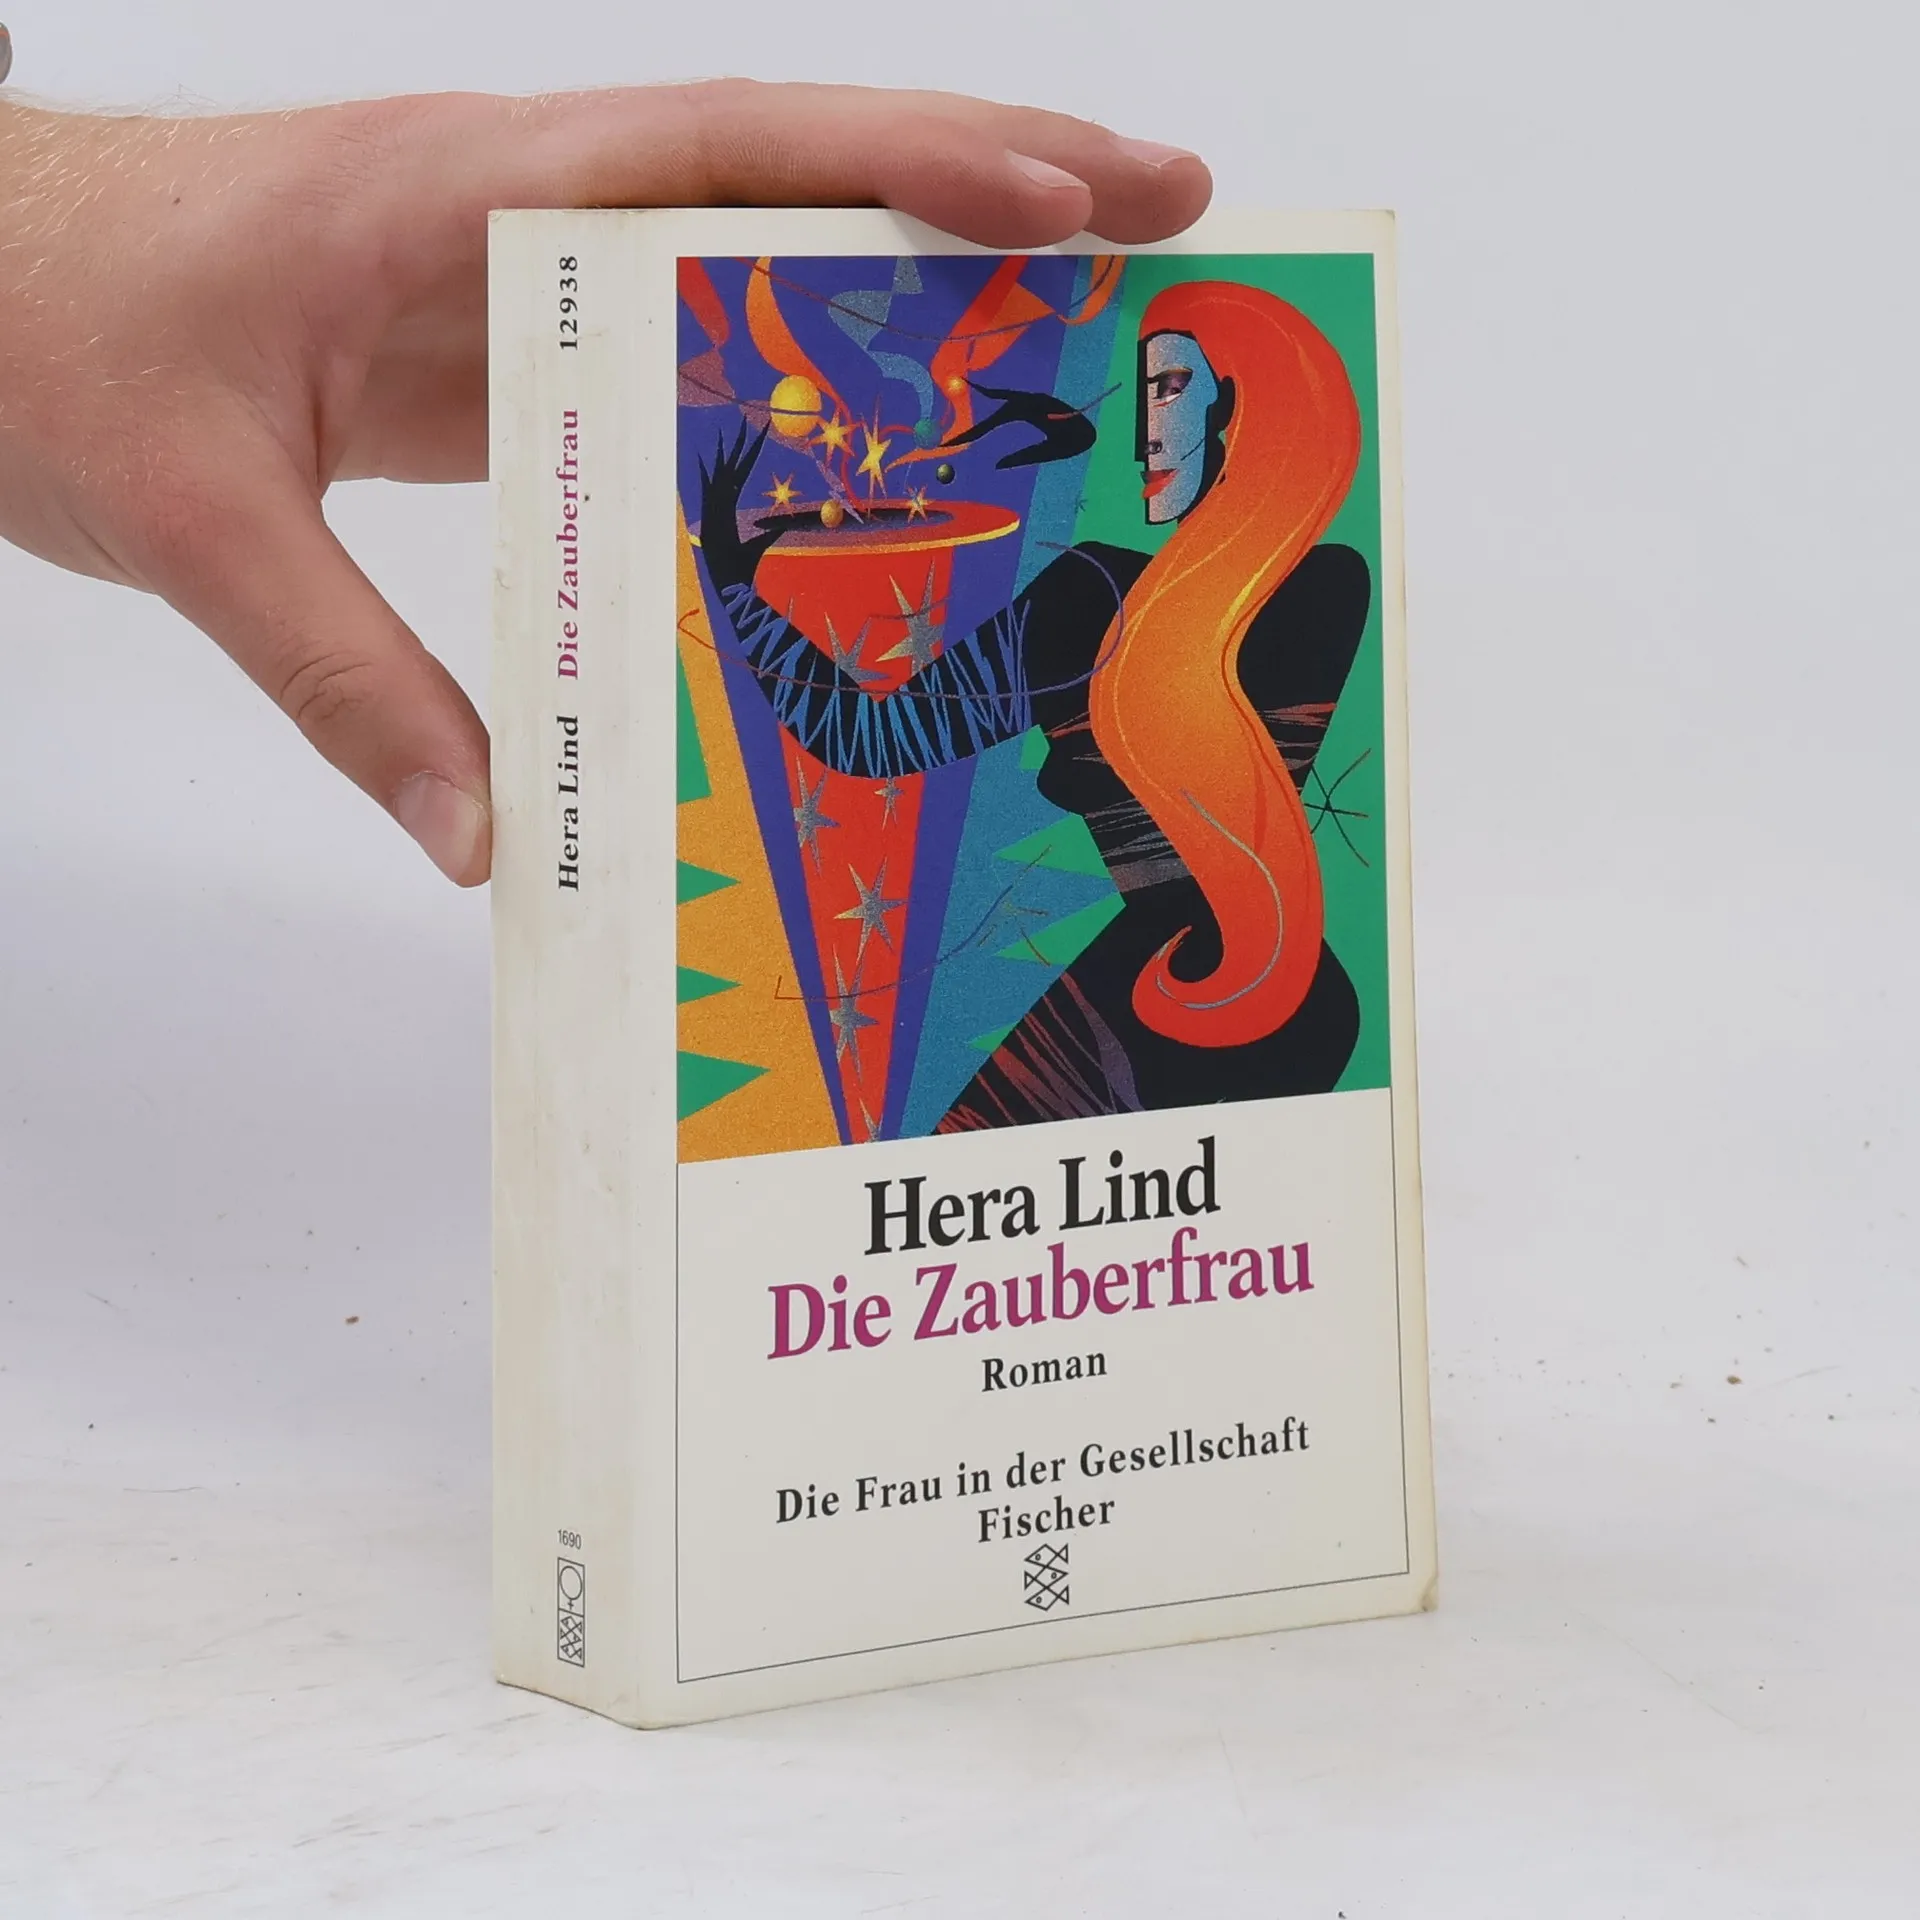 Hera Lind Die Zauberfrau 12938
1690
Hera Lind
Die Zauberfrau
Roman
Die Frau in der Gesellschaft
Fischer